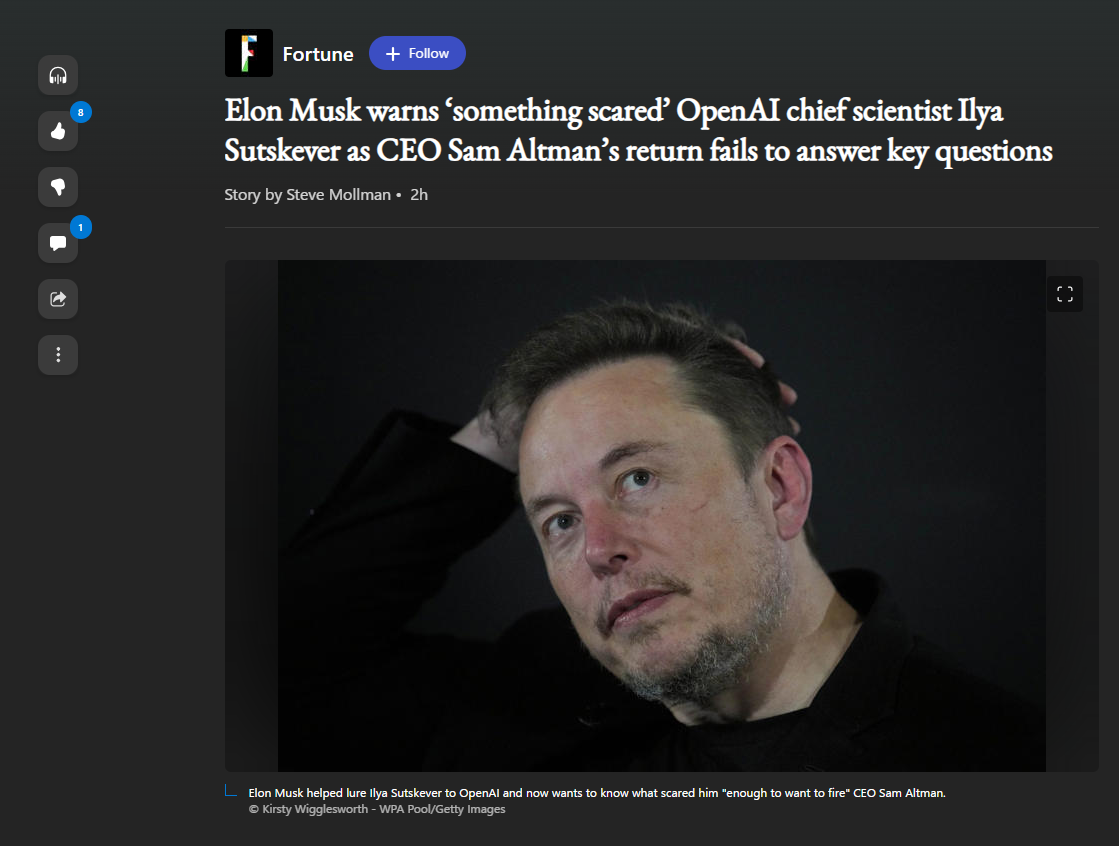 Fortune
+ Follow
8
1
Elon Musk warns ‘something scared’ OpenAI chief scientist Ilya
Sutskever as CEO Sam Altman’s return fails to answer key questions
Story by Steve Mollman • 2h
Elon Musk helped lure Ilya Sutskever to OpenAI and now wants to know what scared him "enough to want to fire" CEO Sam Altman.
© Kirsty Wigglesworth - WPA Pool/Getty Images